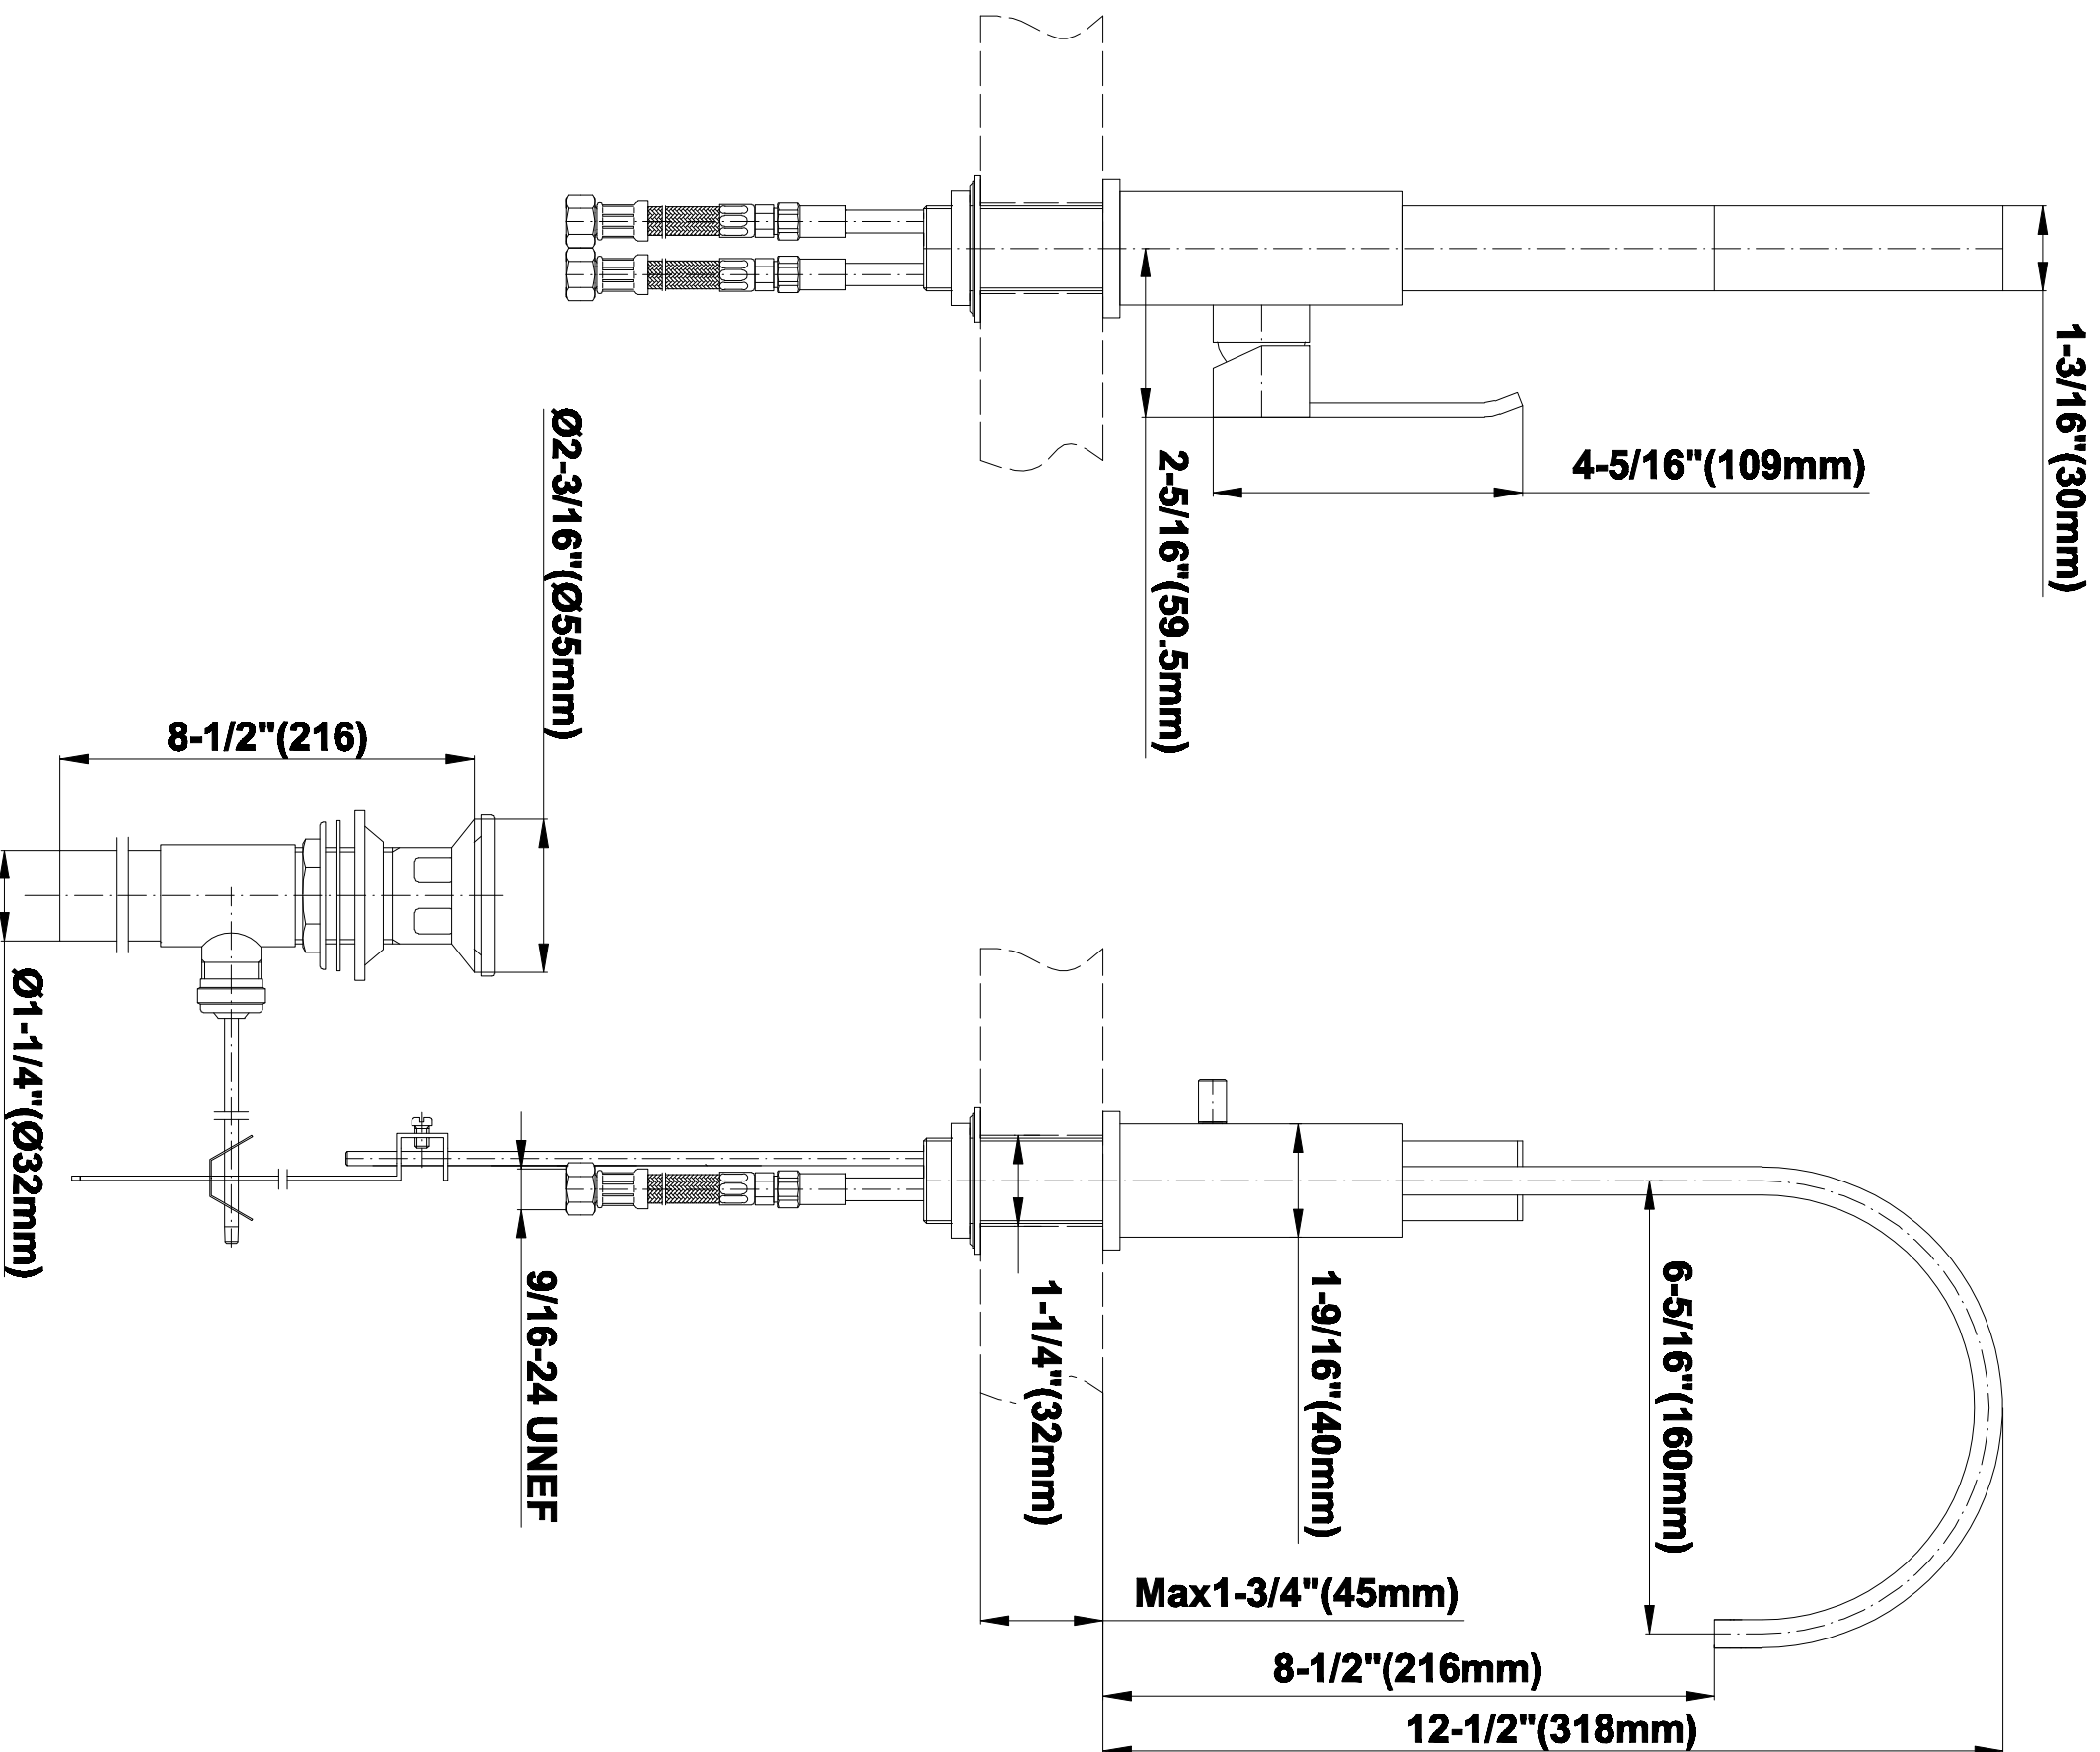 1-3/16"(30mm)
4-5/16"(109mm)
2-5/16"(59.5mm)
Ø2-3/16"(Ø55mm)
8-1/2"(216)
Ø1-1/4"(Ø32mm)
9/16-24 UNEF
1-1/4"(32mm)
1-9/16"(40mm)
6-5/16"(160mm)
Max1-3/4"(45mm)
8-1/2"(216mm)
12-1/2"(318mm)